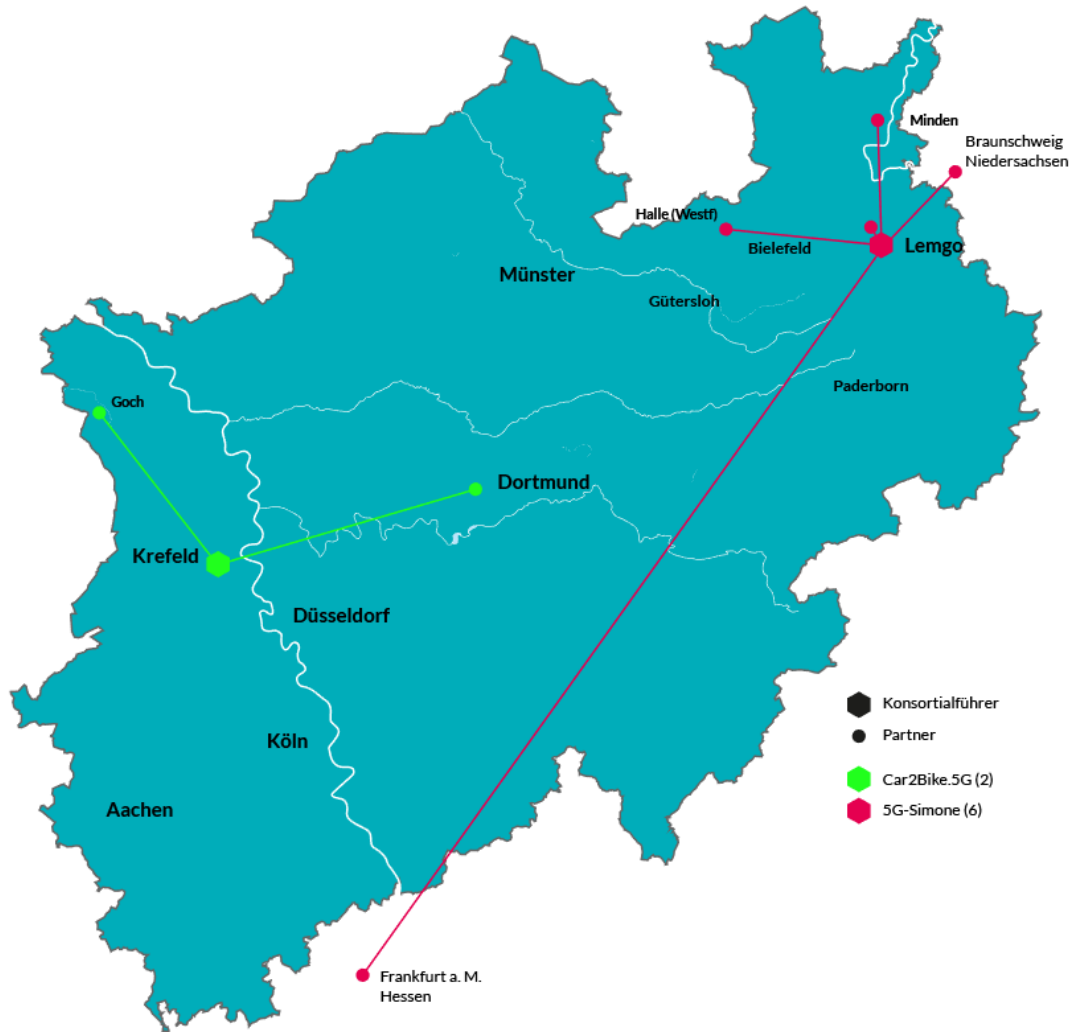 Minden
Braunschweig
Niedersachsen
Halle (Westf)
Bielefeld
Lemgo
Münster
Gütersloh
Paderborn
Goch
Dortmund
Krefeld
Düsseldorf
Köln
Aachen
Konsortialführer
Partner
Car2Bike.5G (2)
5G-Simone (6)
Frankfurt a. M.
Hessen